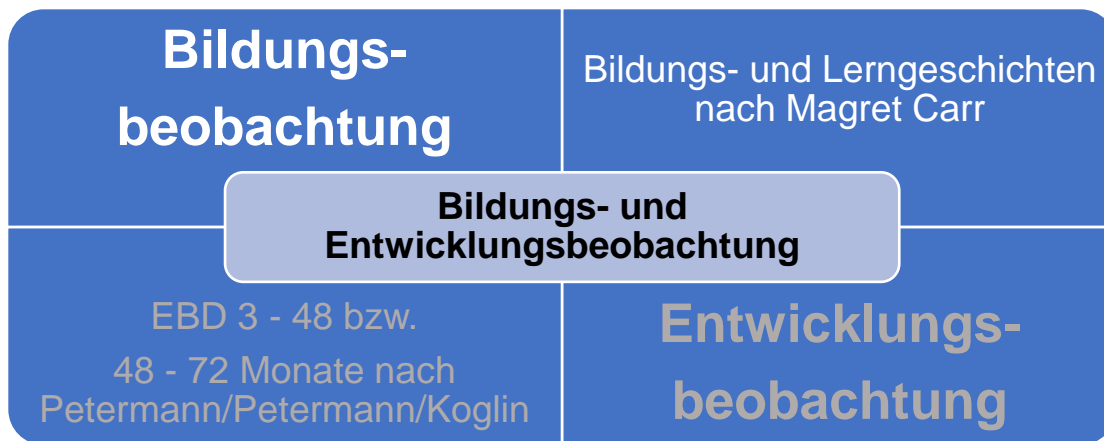 Bildungs-
beobachtung
Bildungs- und Lerngeschichten
nach Magret Carr
Bildungs- und
Entwicklungsbeobachtung
EBD 3 - 48 bzw.
48 - 72 Monate nach
Petermann/Petermann/Koglin
Entwicklungs-
beobachtung